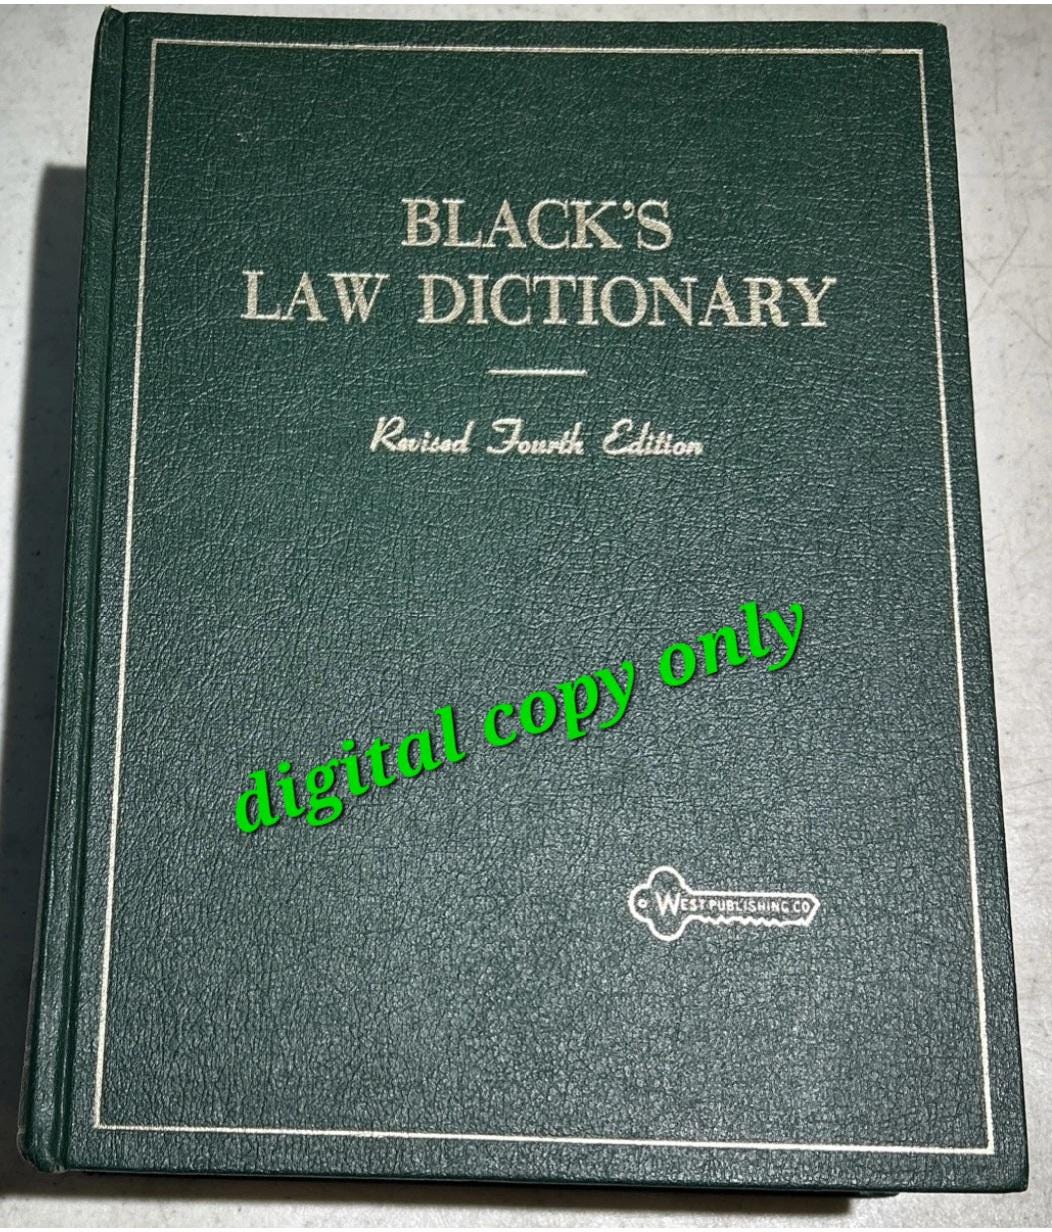 BLACK'S
LAW DICTIONARY
Revised Fourth Edition
digital copy only
WEST PUBLISHING CO